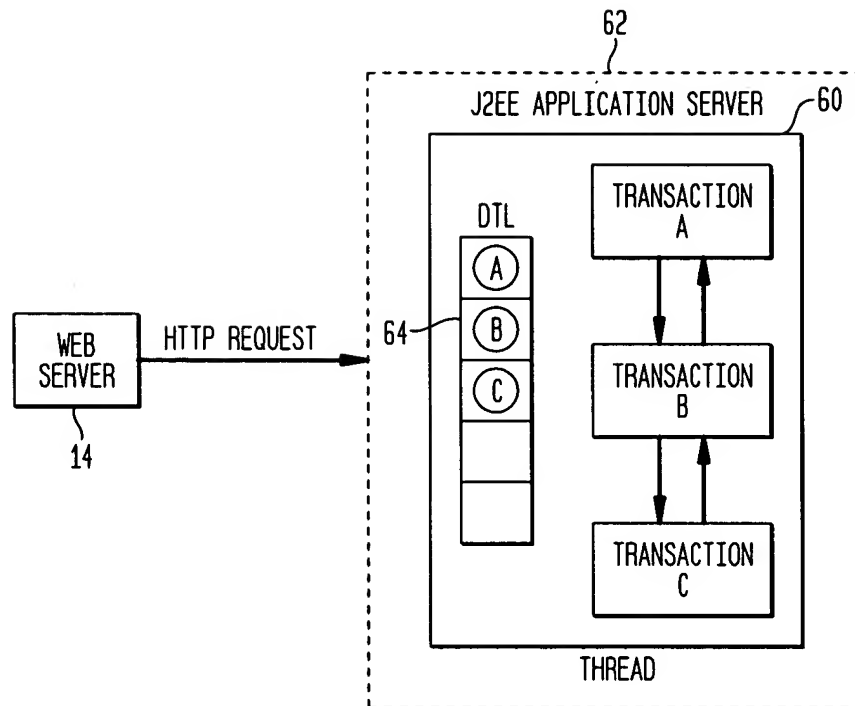 62
J2EE APPLICATION SERVER
60
DTL
A
B
C
64
TRANSACTION
A
TRANSACTION
B
TRANSACTION
C
THREAD
HTTP REQUEST
WEB
SERVER
14